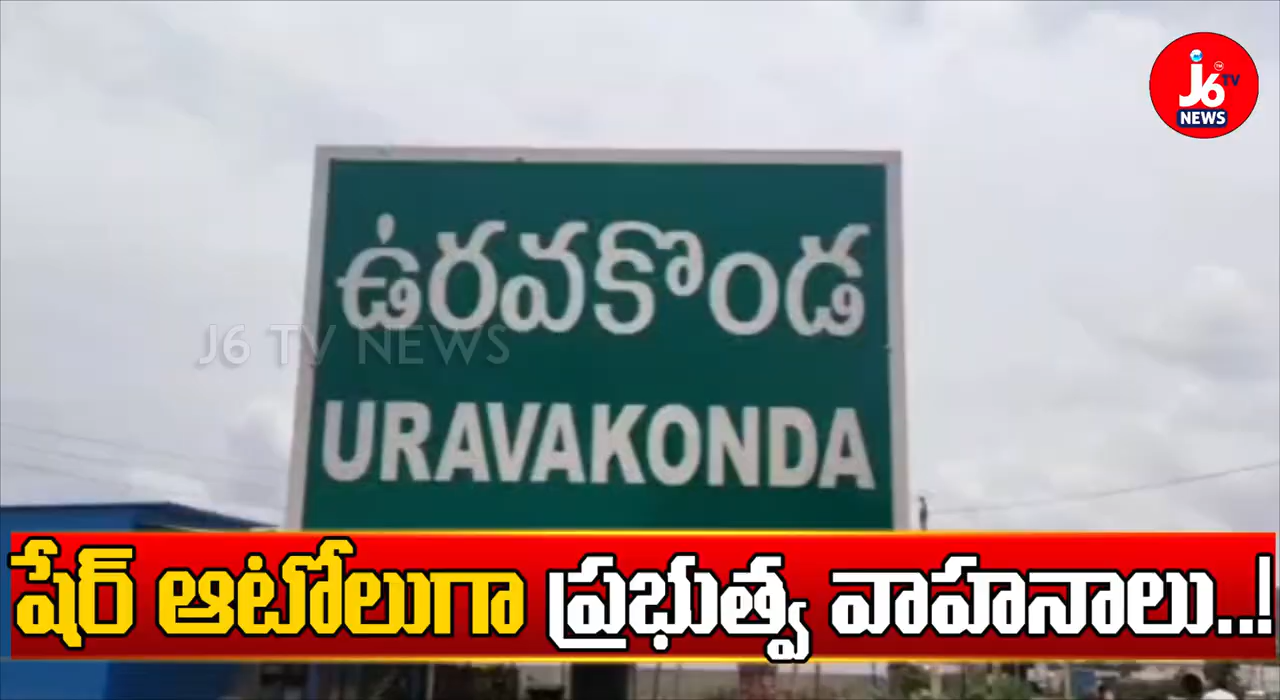 J6 TV
NEWS
ఉరవకొండ
J6 TV NEWS
URAVAKONDA
షేర్ ఆటోలుగా ప్రభుత్వ వాహనాలు..!